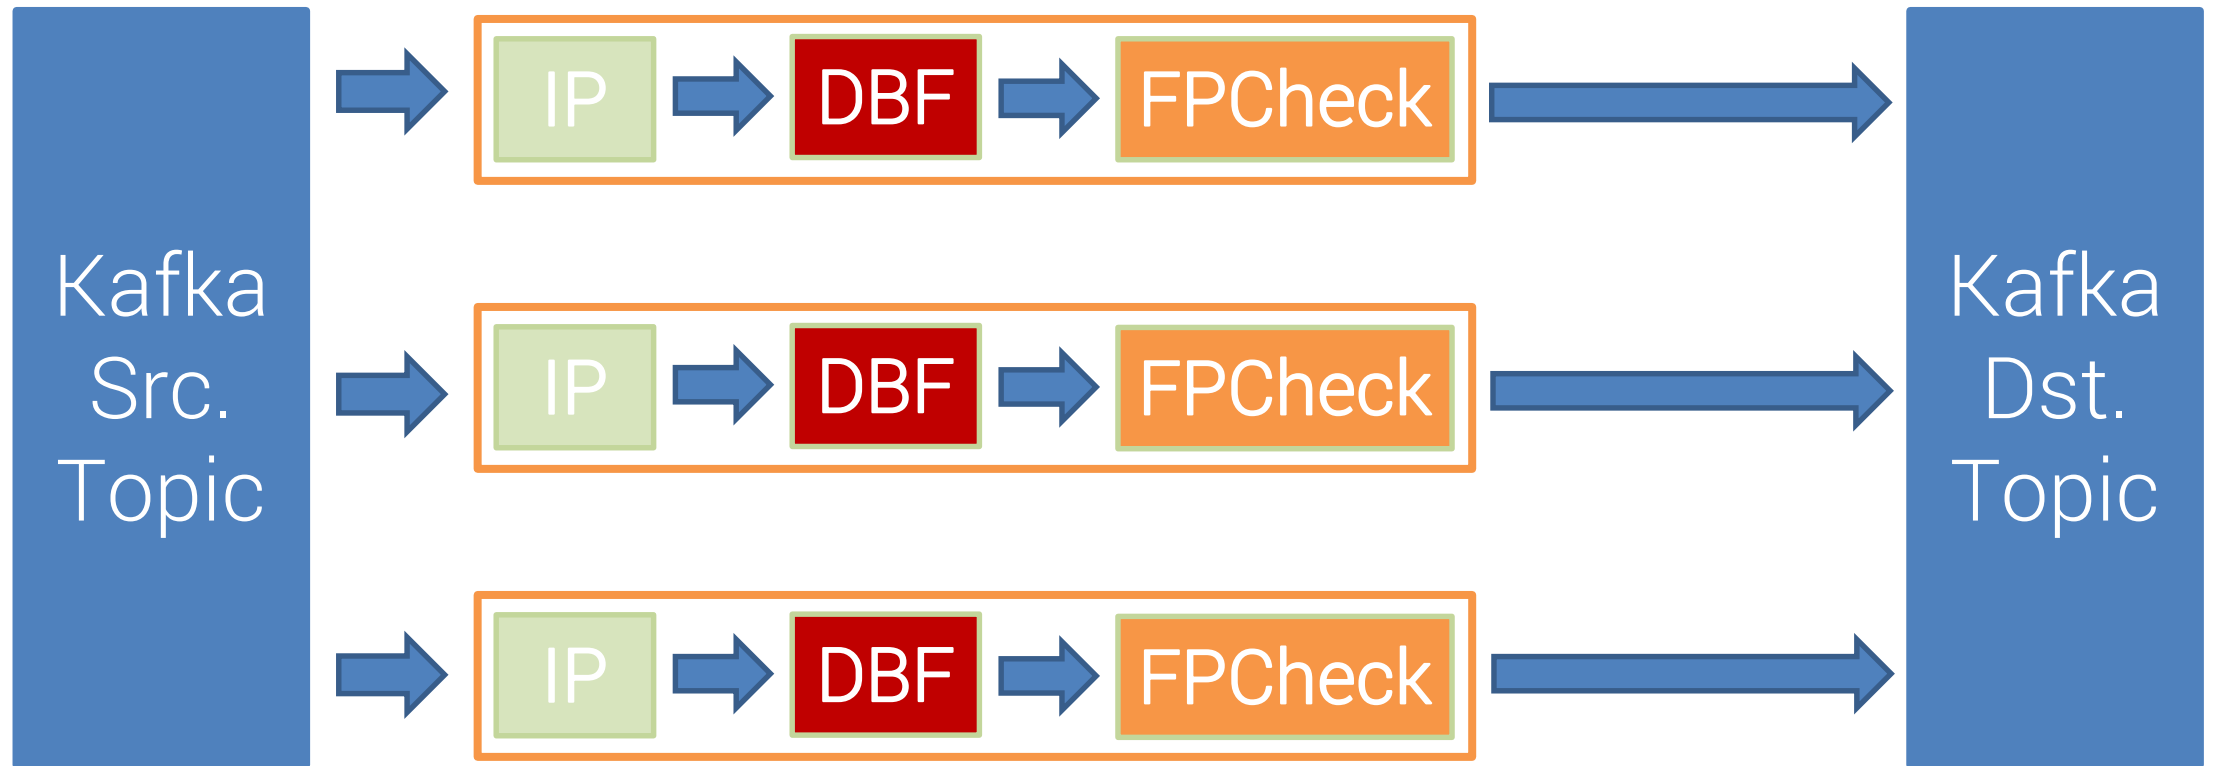 Kafka
Src.
Topic
IP
DBF
FPCheck
IP
DBF
FPCheck
IP
DBF
FPCheck
Kafka
Dst.
Topic